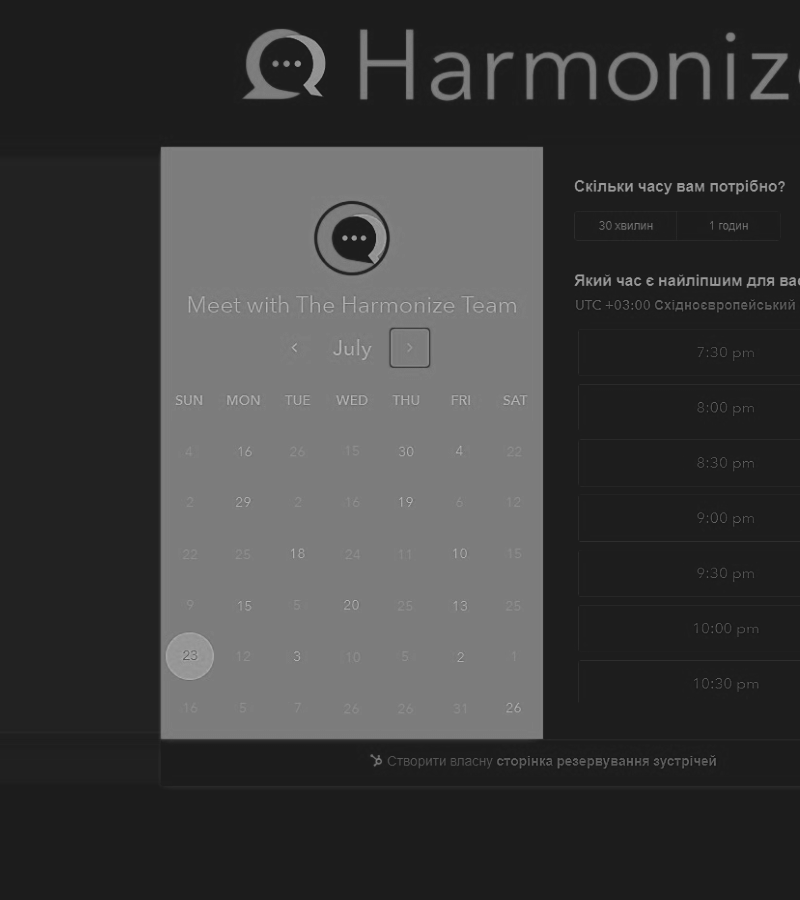 Harmonize
Meet with The Harmonize Team
July
SUN MON TUE WED THU FRI SAT
4 16 26 15 30 4 22
2 29 2 16 19 6 12
22 25 18 24 11 10 15
9 15 5 20 25 13 25
23 12 3 10 5 2 1
16 5 7 26 26 31 26
Скільки часу вам потрібно?
30 хвилин 1 годин
Який час є найліпшим для вас
UTC +03:00 Східноєвропейський
7:30 pm
8:00 pm
8:30 pm
9:00 pm
9:30 pm
10:00 pm
10:30 pm
Створити власну сторінка резервування зустрічей